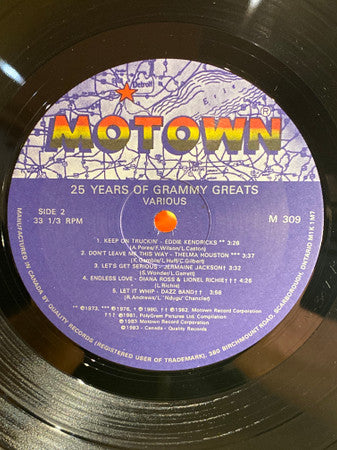 Detroit
Erie
MOTOWN®
25 YEARS OF GRAMMY GREATS
VARIOUS
SIDE 2
33 1/3 RPM
M 309
1. KEEP ON TRUCKIN' - EDDIE KENDRICKS ** 3:26
(A.Poree/F.Wilson/L.Caston)
2. DON'T LEAVE ME THIS WAY - THELMA HOUSTON *** 3:37
(K.Gamble/L.Huff/C.Gilbert)
3. LET'S GET SERIOUS - JERMAINE JACKSON† 3:22
(S.Wonder/L.Garrett)
4. ENDLESS LOVE - DIANA ROSS & LIONEL RICHIE††† 4:26
(L.Richie)
5. LET IT WHIP - DAZZ BAND††
(R.Andrews/L. "Ndugu" Chancler)
** ℗1973, *** ℗1976, † ℗1980, †† ℗1982, Motown Record Corporation
††† ℗1981, PolyGram Pictures Ltd. Compilation
℗1983 Motown Record Corporation
©1983 - Canada - Quality Records
MANUFACTURED IN CANADA BY QUALITY RECORDS (REGISTERED USER OF TRADEMARK), 380 BIRCHMOUNT ROAD, SCARBOROUGH, ONTARIO M1K 1M7